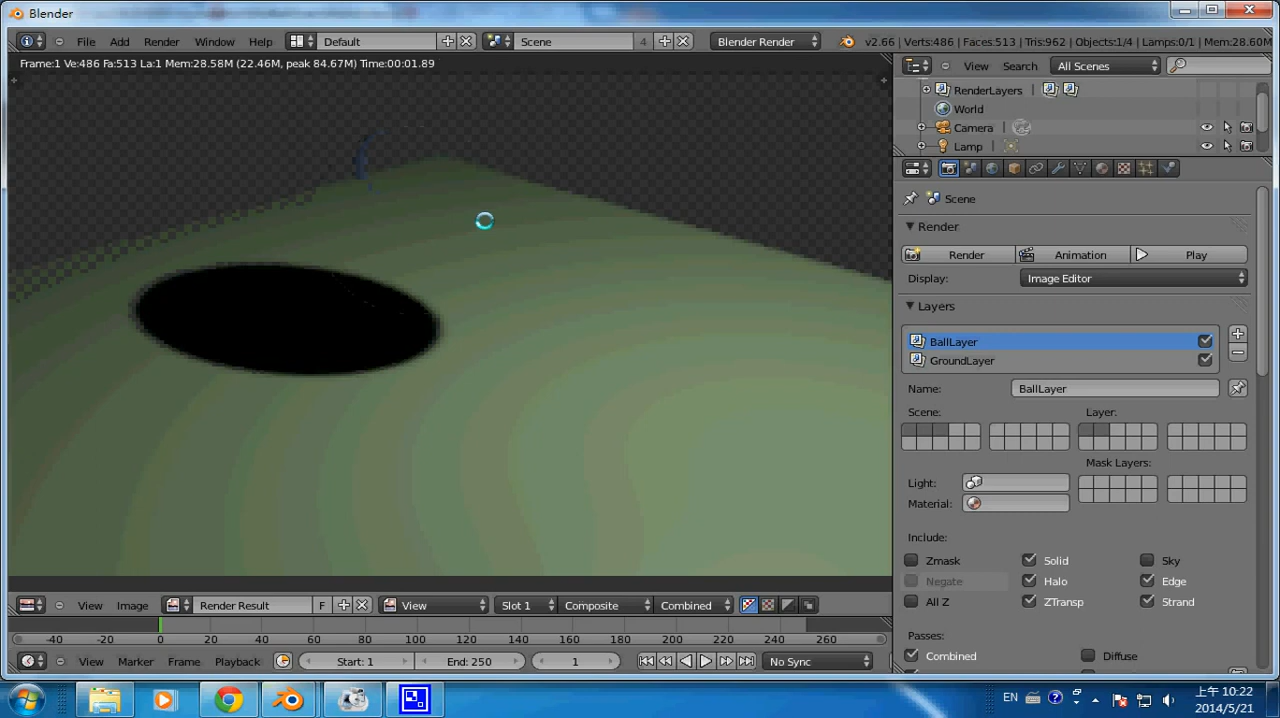 Blender
File Add Render Window Help Default Scene 4 Blender Render v2.66 | Verts:486 | Faces:513 | Tris:962 | Objects:1/4 | Lamps:0/1 | Mem:28.60M
Frame:1 Ve:486 Fa:513 La:1 Mem:28.58M (22.46M, peak 84.67M) Time:00:01.89
View Search All Scenes
RenderLayers
World
Camera
Lamp
Scene
Render
Render Animation Play
Display: Image Editor
Layers
BallLayer
GroundLayer
Name: BallLayer
Scene: Layer:
Mask Layers:
Light:
Material:
Include:
Zmask Solid Sky
Negate Halo Edge
All Z ZTransp Strand
Passes:
Combined Diffuse
View Image Render Result F View Slot 1 Composite Combined
-40 -20 0 20 40 60 80 100 120 140 160 180 200 220 240 260
View Marker Frame Playback Start: 1 End: 250 1 No Sync
EN
上午 10:22
2014/5/21